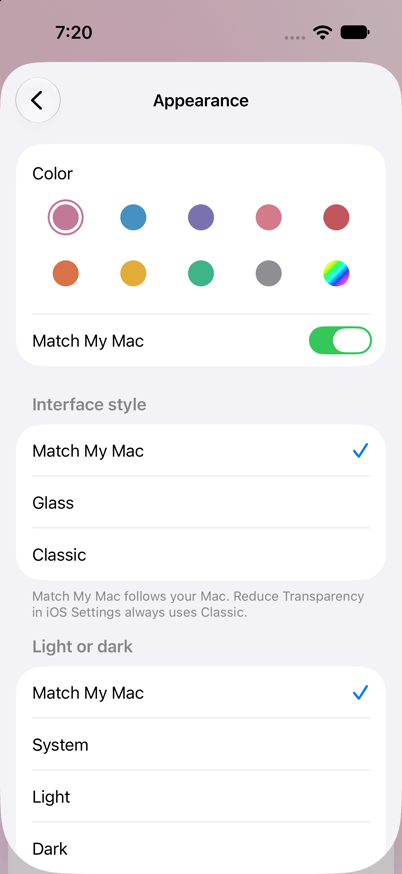 7:20
Appearance
Color
Match My Mac
Interface style
Match My Mac
Glass
Classic
Match My Mac follows your Mac. Reduce Transparency
in iOS Settings always uses Classic.
Light or dark
Match My Mac
System
Light
Dark